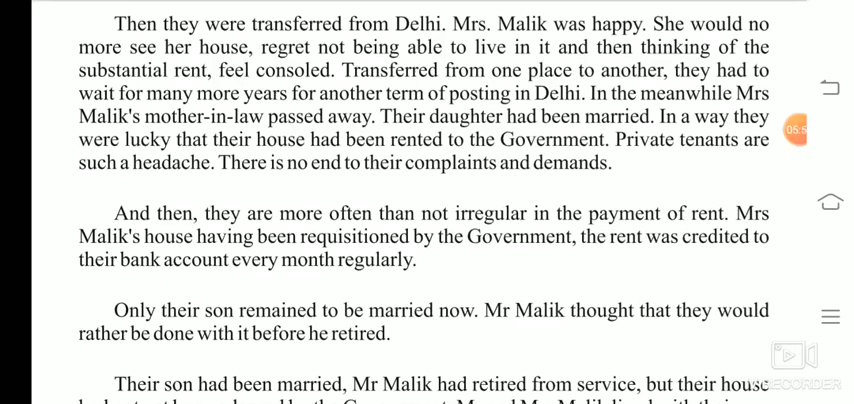 Then they were transferred from Delhi. Mrs. Malik was happy. She would no
more see her house, regret not being able to live in it and then thinking of the
substantial rent, feel consoled. Transferred from one place to another, they had to
wait for many more years for another term of posting in Delhi. In the meanwhile Mrs
Malik's mother-in-law passed away. Their daughter had been married. In a way they
were lucky that their house had been rented to the Government. Private tenants are
such a headache. There is no end to their complaints and demands.
And then, they are more often than not irregular in the payment of rent. Mrs
Malik's house having been requisitioned by the Government, the rent was credited to
their bank account every month regularly.
Only their son remained to be married now. Mr Malik thought that they would
rather be done with it before he retired.
Their son had been married, Mr Malik had retired from service, but their house
05:5
RECORDER